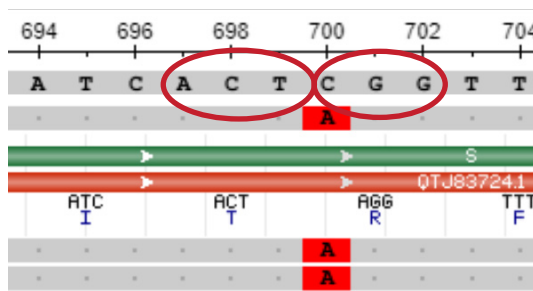 694 696 698 700 702 704
A T C A C T C G G T T
A
S
QTJ83724.1
ATC ACT AGG TTT
I T R F
A
A